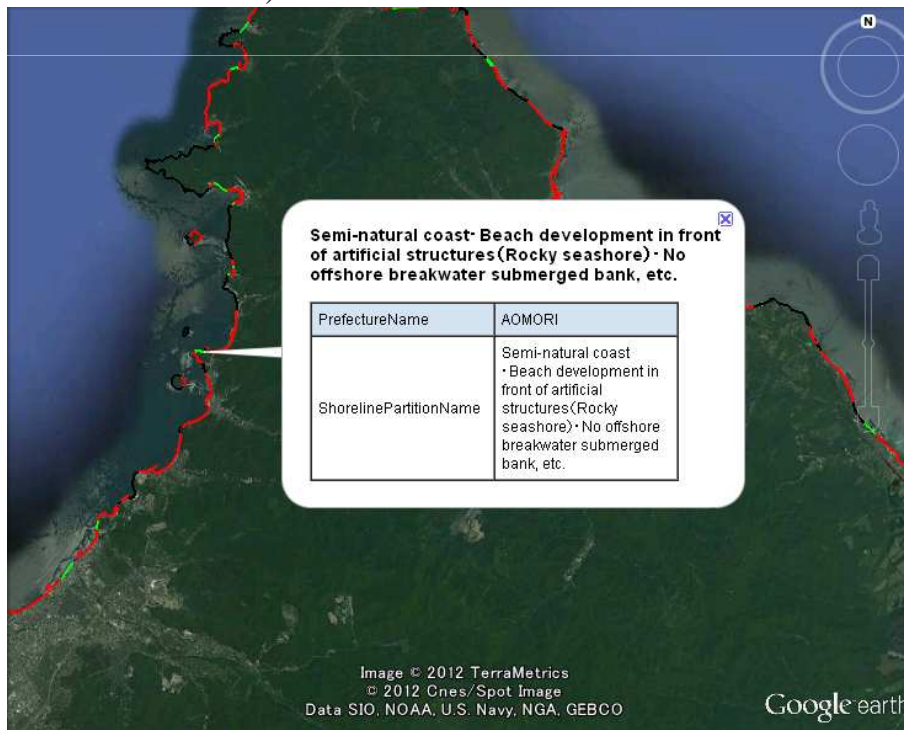 N
Semi-natural coast・Beach development in front
of artificial structures(Rocky seashore)・No
offshore breakwater submerged bank, etc.
PrefectureName
AOMORI
ShorelinePartitionName
Semi-natural coast
・Beach development in
front of artificial
structures(Rocky
seashore)・No offshore
breakwater submerged
bank, etc.
Image © 2012 TerraMetrics
© 2012 Cnes/Spot Image
Data SIO, NOAA, U.S. Navy, NGA, GEBCO
Google earth